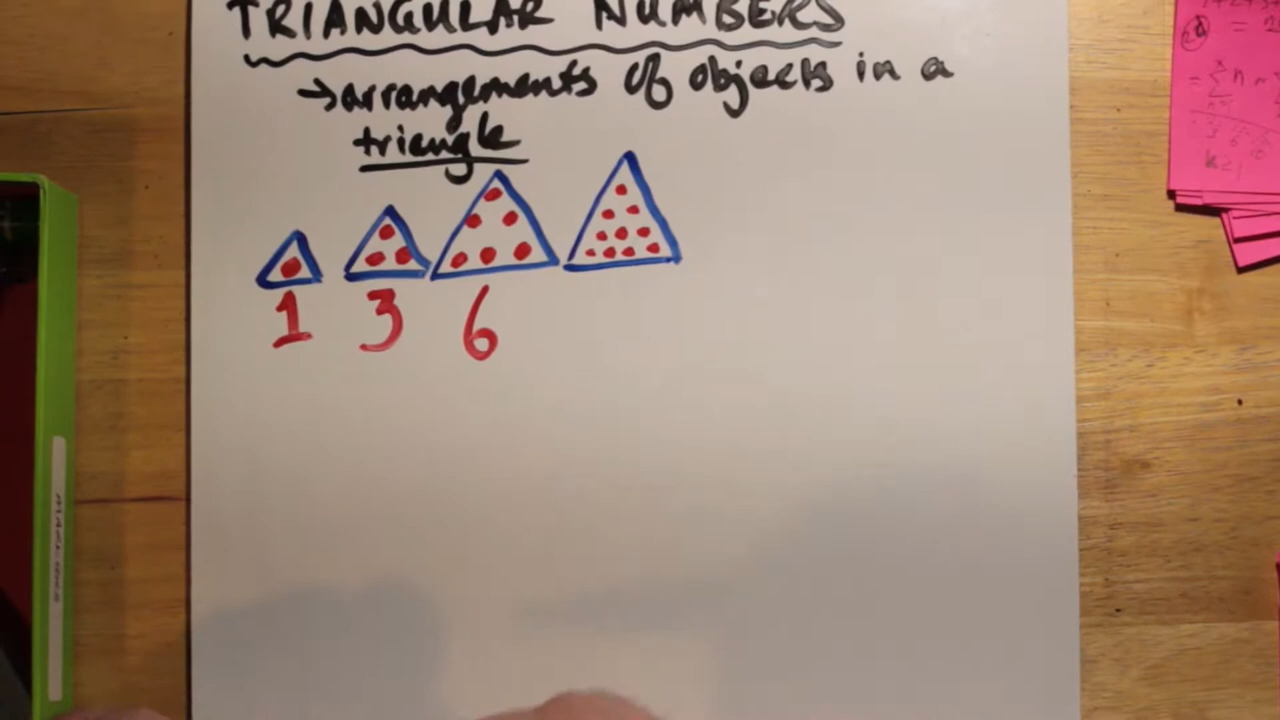 TRIANGULAR NUMBERS
→arrangements of objects in a
triangle
1 3 6